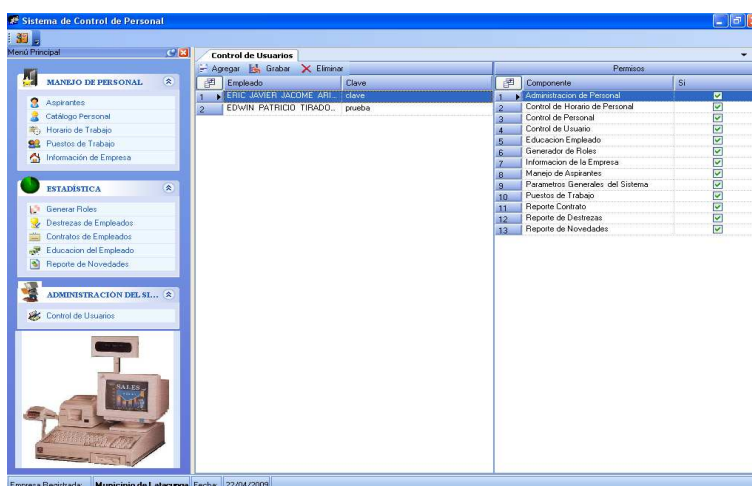 Sistema de Control de Personal
Menú Principal
MANEJO DE PERSONAL
Aspirantes
Catálogo Personal
Horario de Trabajo
Puestos de Trabajo
Información de Empresa
ESTADÍSTICA
Generar Roles
Destrezas de Empleados
Contratos de Empleados
Educacion del Empleado
Reporte de Novedades
ADMINISTRACIÓN DEL SI...
Control de Usuarios
SALES
Control de Usuarios
Agregar Grabar Eliminar
Empleado Clave
1 ERIC JAVIER JACOME ARI... clave
2 EDWIN PATRICIO TIRADO... prueba
Permisos
Componente Si
1 Administracion de Personal
2 Control de Horario de Personal
3 Control de Personal
4 Control de Usuario
5 Educacion Empleado
6 Generador de Roles
7 Informacion de la Empresa
8 Manejo de Aspirantes
9 Parametros Generales del Sistema
10 Puestos de Trabajo
11 Reporte Contrato
12 Reporte de Destrezas
13 Reporte de Novedades
Empresa Registrada: Municipio de Latacunga Fecha: 22/04/2009